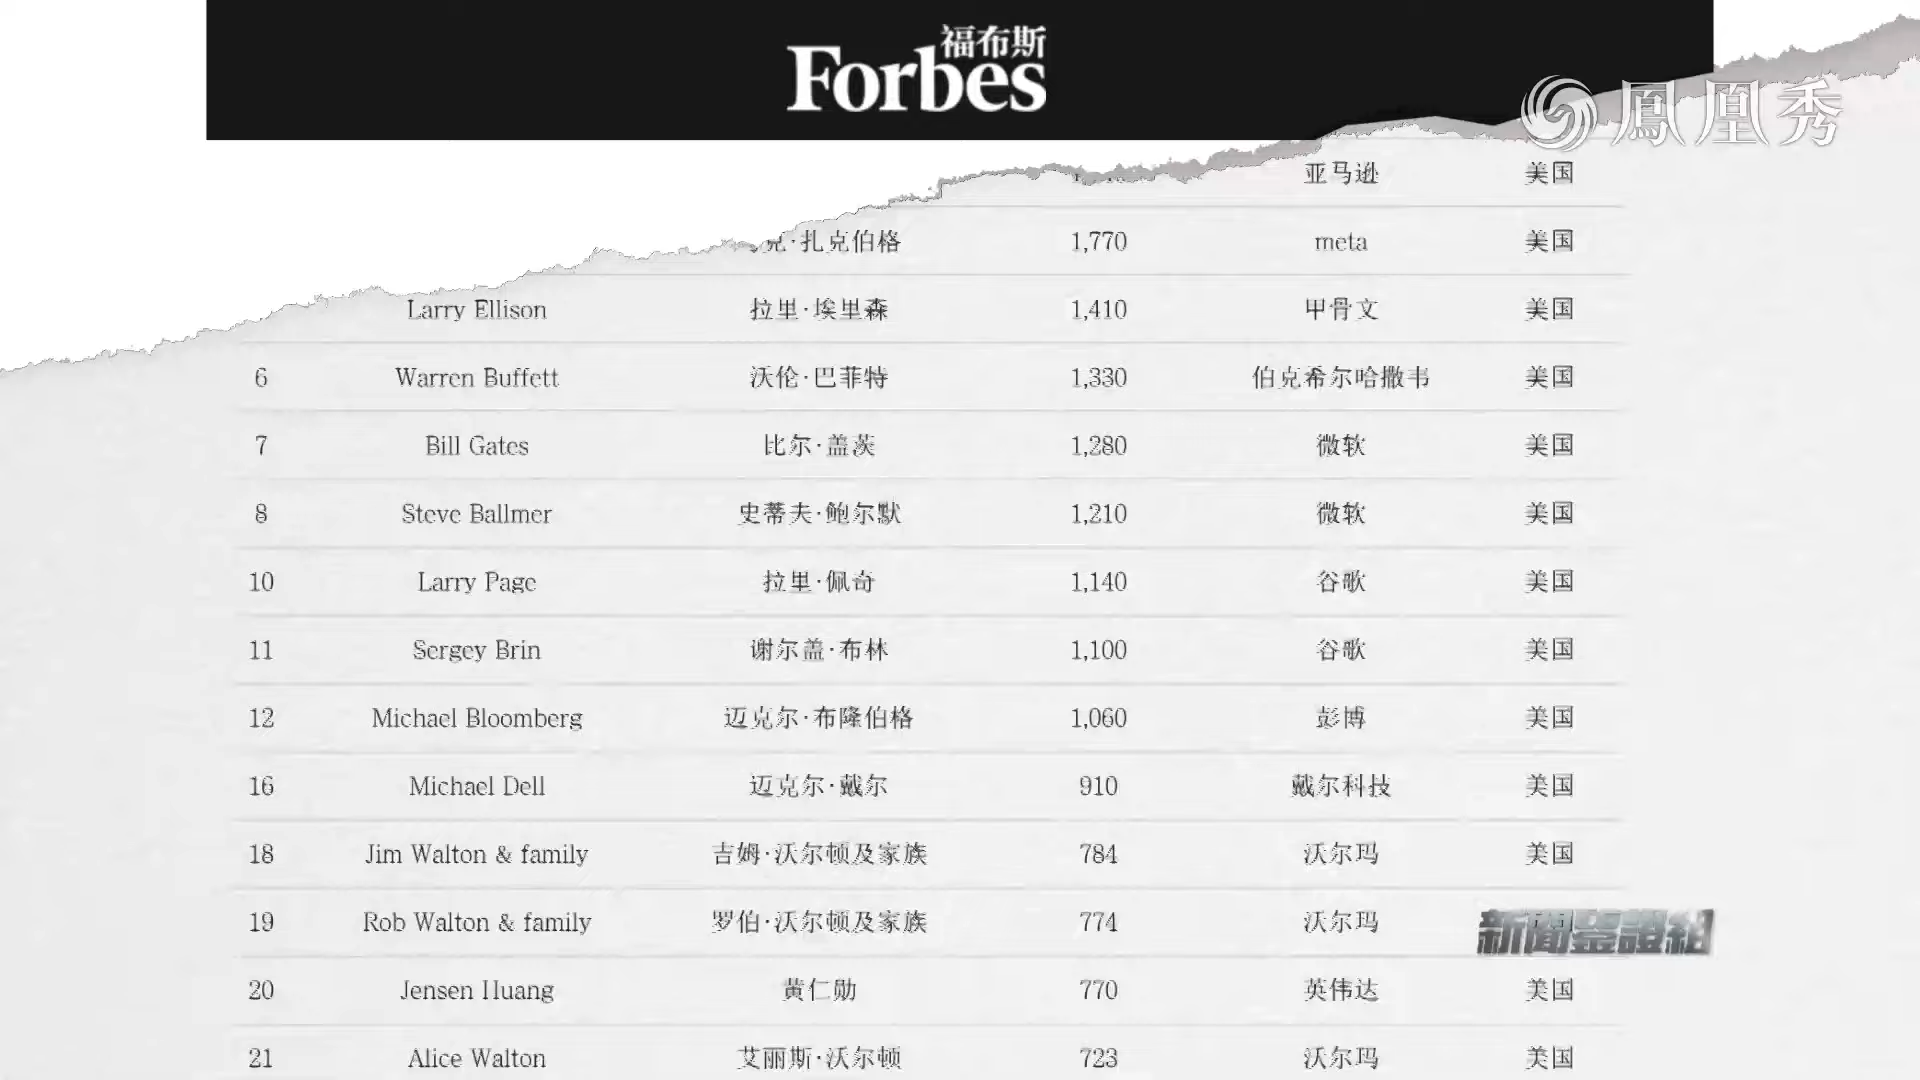 福布斯
Forbes
鳳凰秀
亚马逊 美国
克·扎克伯格 1,770 meta 美国
Larry Ellison 拉里·埃里森 1,410 甲骨文 美国
6 Warren Buffett 沃伦·巴菲特 1,330 伯克希尔哈撒韦 美国
7 Bill Gates 比尔·盖茨 1,280 微软 美国
8 Steve Ballmer 史蒂夫·鲍尔默 1,210 微软 美国
10 Larry Page 拉里·佩奇 1,140 谷歌 美国
11 Sergey Brin 谢尔盖·布林 1,100 谷歌 美国
12 Michael Bloomberg 迈克尔·布隆伯格 1,060 彭博 美国
16 Michael Dell 迈克尔·戴尔 910 戴尔科技 美国
18 Jim Walton & family 吉姆·沃尔顿及家族 784 沃尔玛 美国
19 Rob Walton & family 罗伯·沃尔顿及家族 774 沃尔玛
新聞鑒證組
20 Jensen Huang 黄仁勋 770 英伟达 美国
21 Alice Walton 艾丽斯·沃尔顿 723 沃尔玛 美国